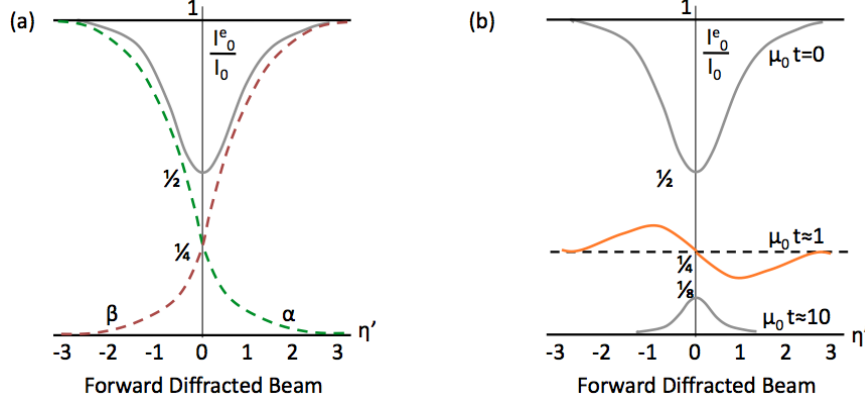 (a)
1
I^e_0
I_0
½
¼
β
α
η’
-3 -2 -1 0 1 2 3
Forward Diffracted Beam
(b)
1
I^e_0
I_0
μ_0 t=0
½
μ_0 t≈1
¼
⅛
μ_0 t≈10
η’
-3 -2 -1 0 1 2 3
Forward Diffracted Beam